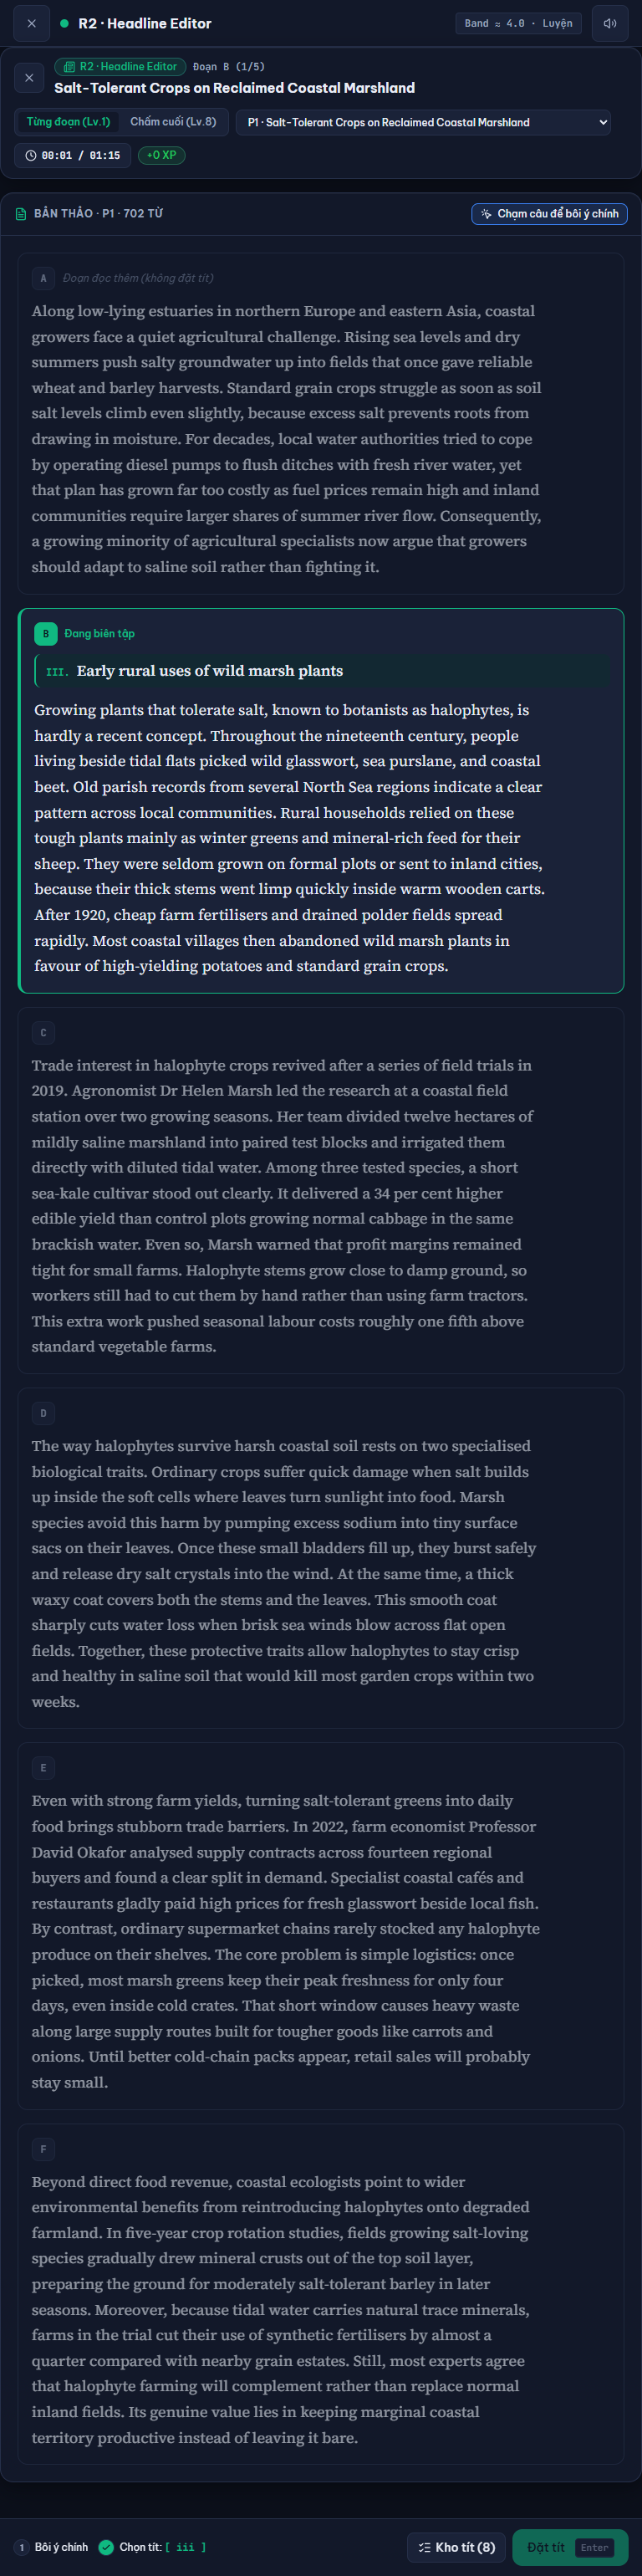 R2 · Headline Editor
Band ≈ 4.0 · Luyện
R2 · Headline Editor
Đoạn B (1/5)
Salt-Tolerant Crops on Reclaimed Coastal Marshland
Từng đoạn (Lv.1)
Chấm cuối (Lv.8)
P1 · Salt-Tolerant Crops on Reclaimed Coastal Marshland
00:01 / 01:15
+0 XP
BẢN THẢO · P1 · 702 TỪ
Chạm câu để bôi ý chính
A
Đoạn đọc thêm (không đặt tít)
Along low-lying estuaries in northern Europe and eastern Asia, coastal
growers face a quiet agricultural challenge. Rising sea levels and dry
summers push salty groundwater up into fields that once gave reliable
wheat and barley harvests. Standard grain crops struggle as soon as soil
salt levels climb even slightly, because excess salt prevents roots from
drawing in moisture. For decades, local water authorities tried to cope
by operating diesel pumps to flush ditches with fresh river water, yet
that plan has grown far too costly as fuel prices remain high and inland
communities require larger shares of summer river flow. Consequently,
a growing minority of agricultural specialists now argue that growers
should adapt to saline soil rather than fighting it.
B
Đang biên tập
III. Early rural uses of wild marsh plants
Growing plants that tolerate salt, known to botanists as halophytes, is
hardly a recent concept. Throughout the nineteenth century, people
living beside tidal flats picked wild glasswort, sea purslane, and coastal
beet. Old parish records from several North Sea regions indicate a clear
pattern across local communities. Rural households relied on these
tough plants mainly as winter greens and mineral-rich feed for their
sheep. They were seldom grown on formal plots or sent to inland cities,
because their thick stems went limp quickly inside warm wooden carts.
After 1920, cheap farm fertilisers and drained polder fields spread
rapidly. Most coastal villages then abandoned wild marsh plants in
favour of high-yielding potatoes and standard grain crops.
C
Trade interest in halophyte crops revived after a series of field trials in
2019. Agronomist Dr Helen Marsh led the research at a coastal field
station over two growing seasons. Her team divided twelve hectares of
mildly saline marshland into paired test blocks and irrigated them
directly with diluted tidal water. Among three tested species, a short
sea-kale cultivar stood out clearly. It delivered a 34 per cent higher
edible yield than control plots growing normal cabbage in the same
brackish water. Even so, Marsh warned that profit margins remained
tight for small farms. Halophyte stems grow close to damp ground, so
workers still had to cut them by hand rather than using farm tractors.
This extra work pushed seasonal labour costs roughly one fifth above
standard vegetable farms.
D
The way halophytes survive harsh coastal soil rests on two specialised
biological traits. Ordinary crops suffer quick damage when salt builds
up inside the soft cells where leaves turn sunlight into food. Marsh
species avoid this harm by pumping excess sodium into tiny surface
sacs on their leaves. Once these small bladders fill up, they burst safely
and release dry salt crystals into the wind. At the same time, a thick
waxy coat covers both the stems and the leaves. This smooth coat
sharply cuts water loss when brisk sea winds blow across flat open
fields. Together, these protective traits allow halophytes to stay crisp
and healthy in saline soil that would kill most garden crops within two
weeks.
E
Even with strong farm yields, turning salt-tolerant greens into daily
food brings stubborn trade barriers. In 2022, farm economist Professor
David Okafor analysed supply contracts across fourteen regional
buyers and found a clear split in demand. Specialist coastal cafés and
restaurants gladly paid high prices for fresh glasswort beside local fish.
By contrast, ordinary supermarket chains rarely stocked any halophyte
produce on their shelves. The core problem is simple logistics: once
picked, most marsh greens keep their peak freshness for only four
days, even inside cold crates. That short window causes heavy waste
along large supply routes built for tougher goods like carrots and
onions. Until better cold-chain packs appear, retail sales will probably
stay small.
F
Beyond direct food revenue, coastal ecologists point to wider
environmental benefits from reintroducing halophytes onto degraded
farmland. In five-year crop rotation studies, fields growing salt-loving
species gradually drew mineral crusts out of the top soil layer,
preparing the ground for moderately salt-tolerant barley in later
seasons. Moreover, because tidal water carries natural trace minerals,
farms in the trial cut their use of synthetic fertilisers by almost a
quarter compared with nearby grain estates. Still, most experts agree
that halophyte farming will complement rather than replace normal
inland fields. Its genuine value lies in keeping marginal coastal
territory productive instead of leaving it bare.
1 Bôi ý chính
Chọn tít: [ iii ]
Kho tít (8)
Đặt tít Enter